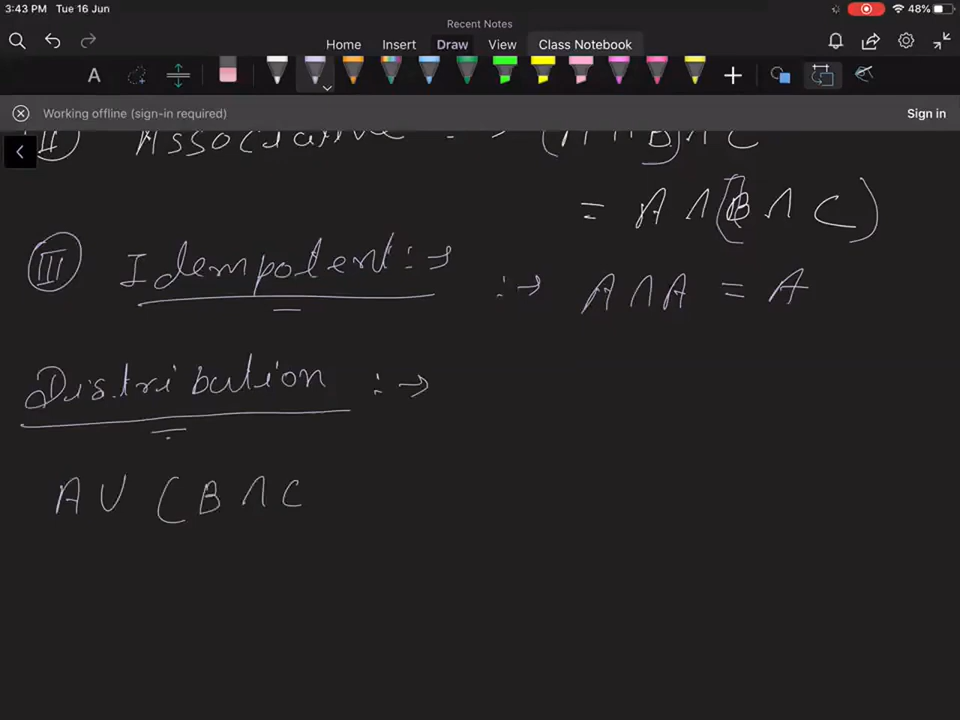 3:43 PM Tue 16 Jun 48%
Recent Notes
Home Insert Draw View Class Notebook
A
Working offline (sign-in required) Sign in
II Associative :→ (A ∩ B) ∩ C
= A ∩ (B ∩ C)
III Idempotent :→ :→ A ∩ A = A
Distribution :→
A ∪ ( B ∩ C